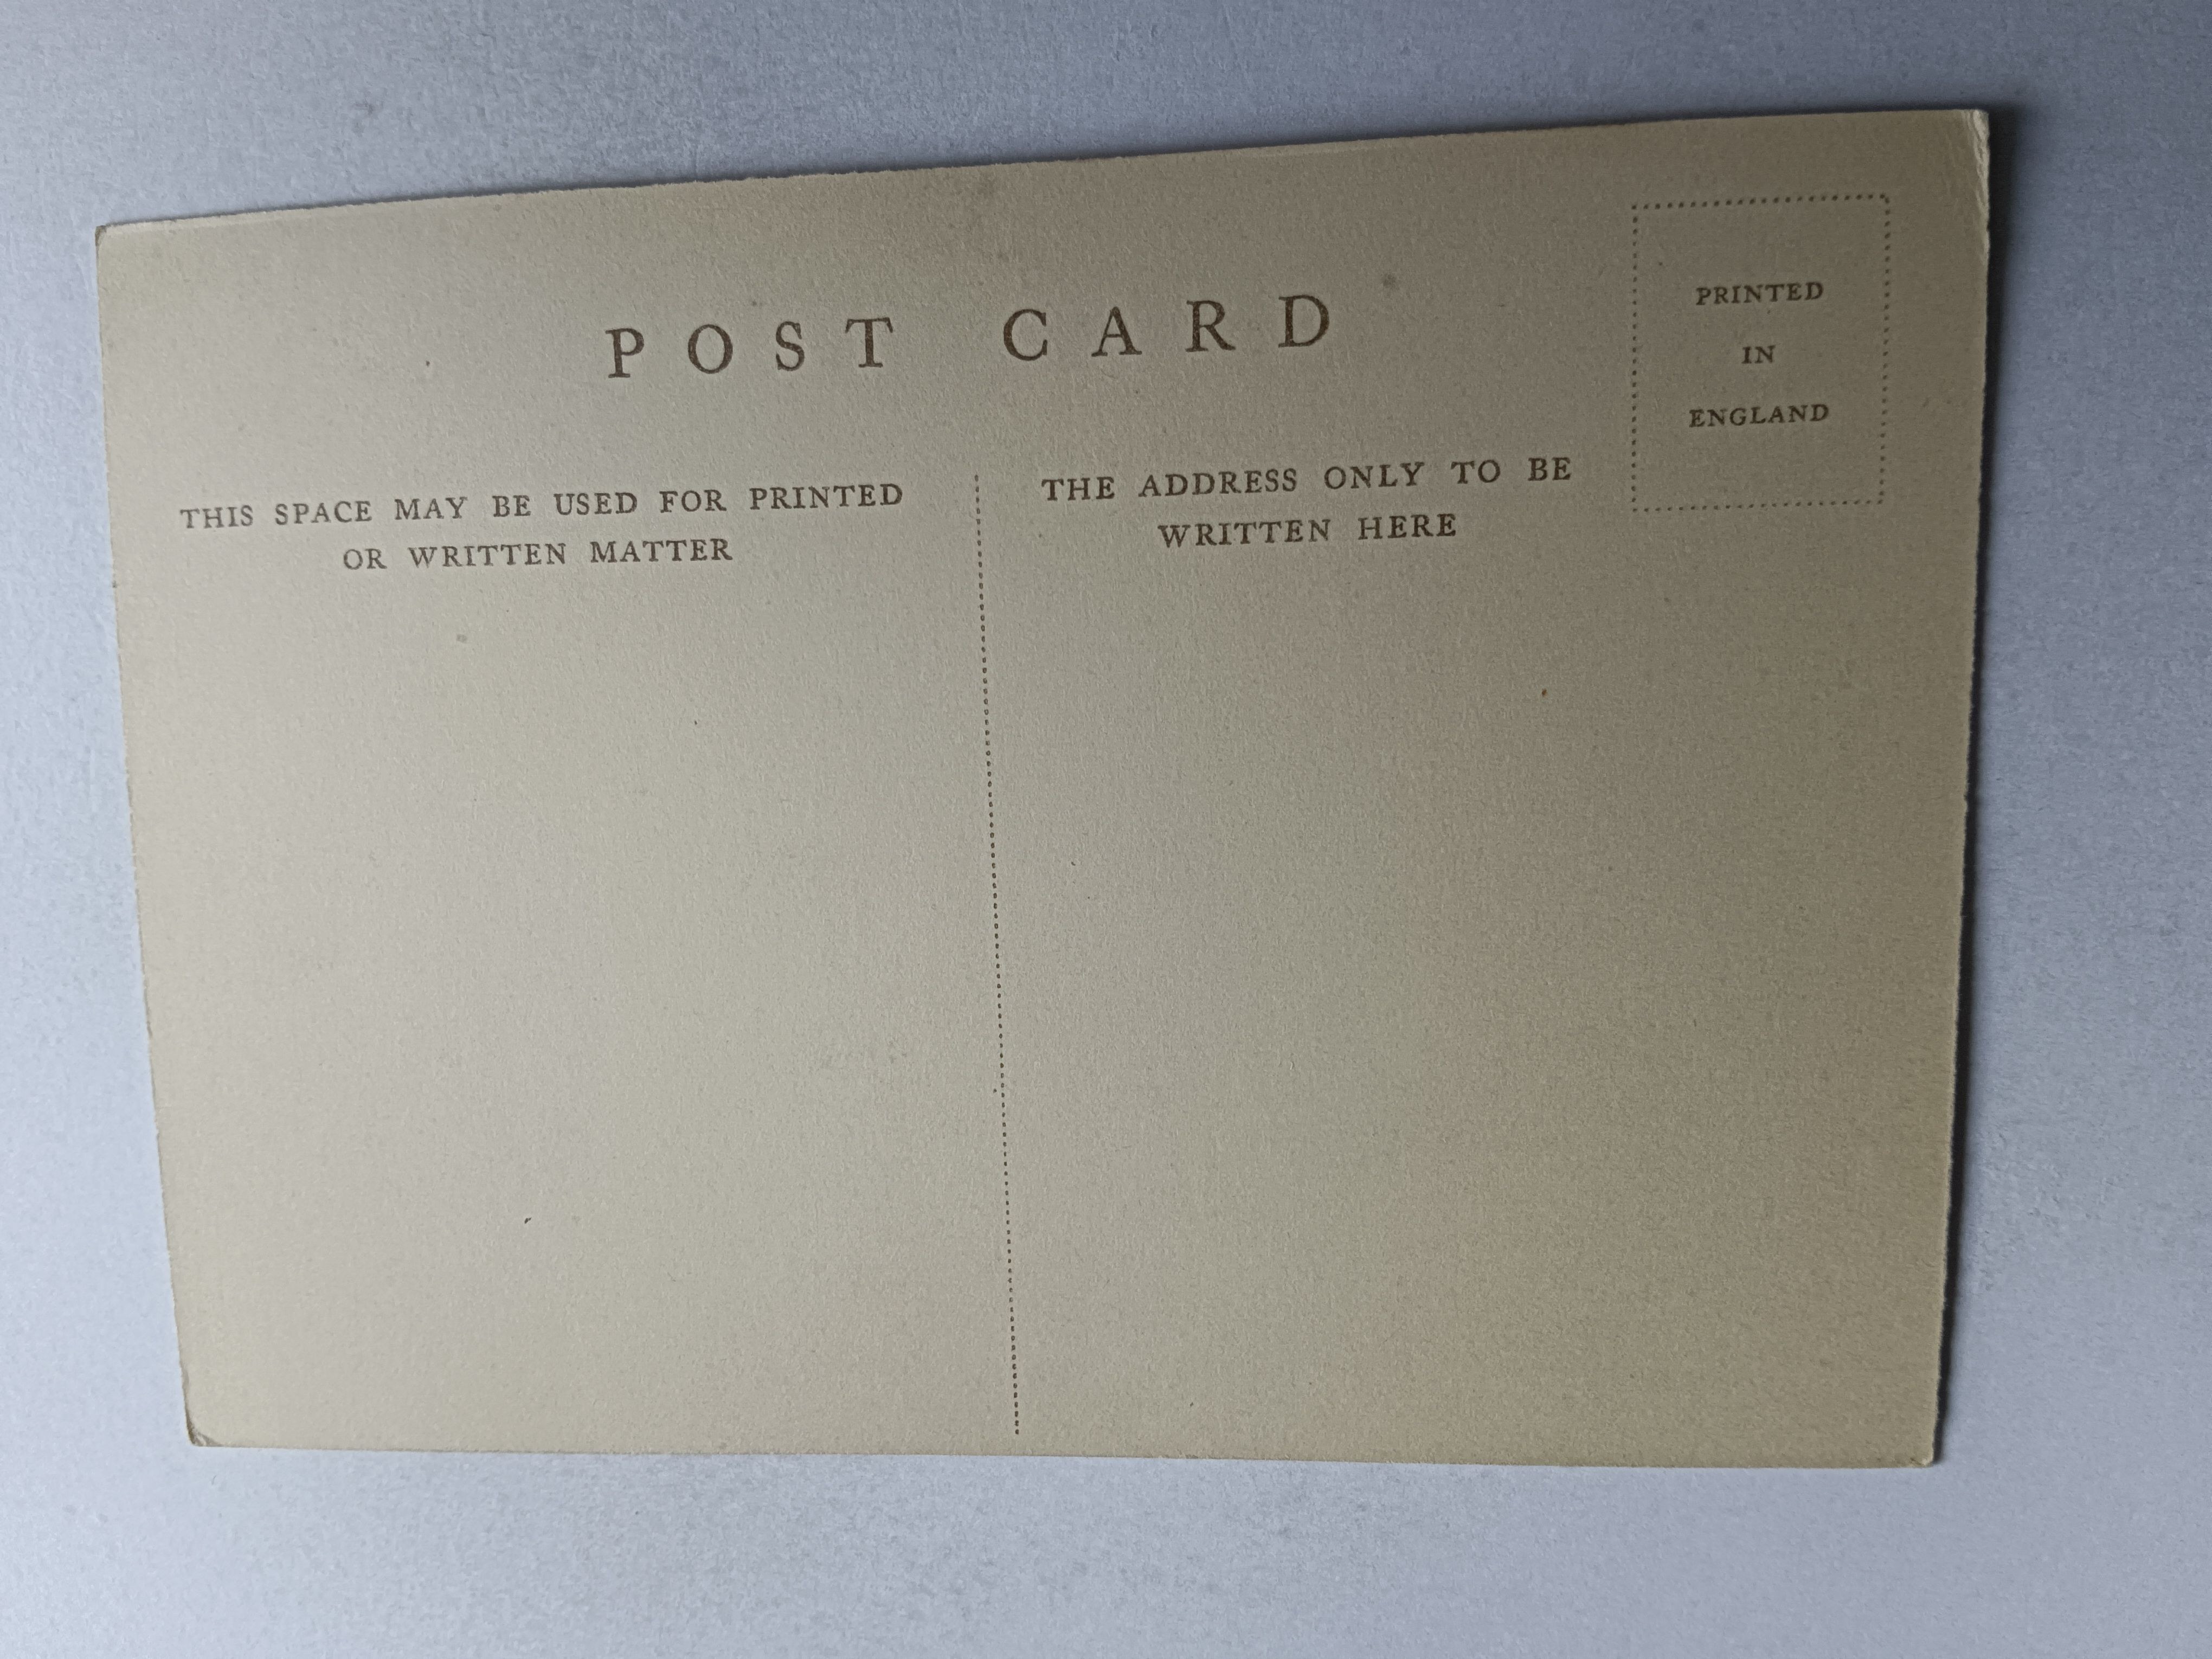 POST CARD
THIS SPACE MAY BE USED FOR PRINTED
OR WRITTEN MATTER
THE ADDRESS ONLY TO BE
WRITTEN HERE
PRINTED
IN
ENGLAND